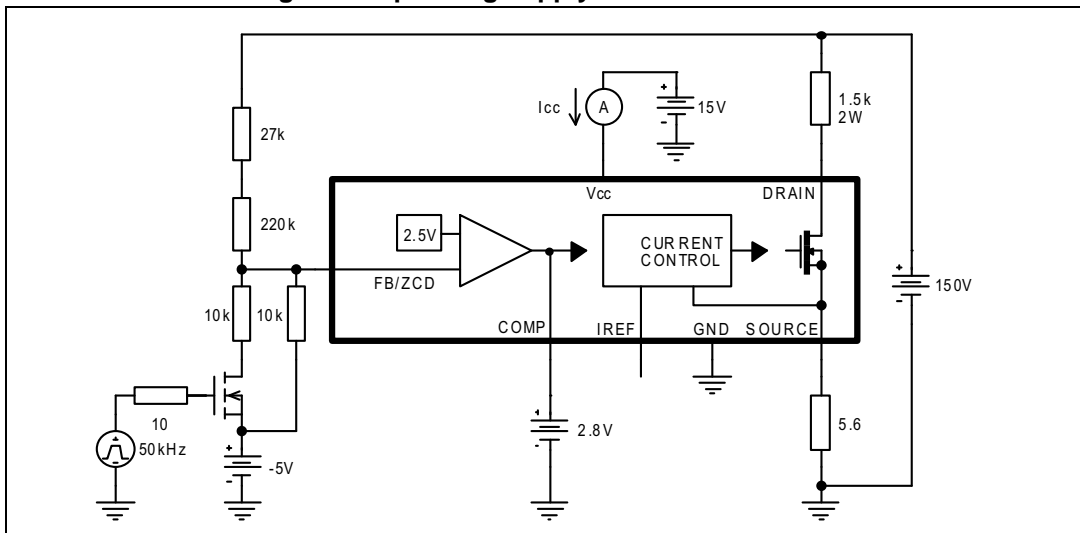 1.5k
2W
Icc
A
15V
27k
Vcc
DRAIN
220k
2.5V
CURRENT
CONTROL
FB/ZCD
150V
10k
10k
COMP
IREF
GND
SOURCE
10
50kHz
2.8V
5.6
-5V